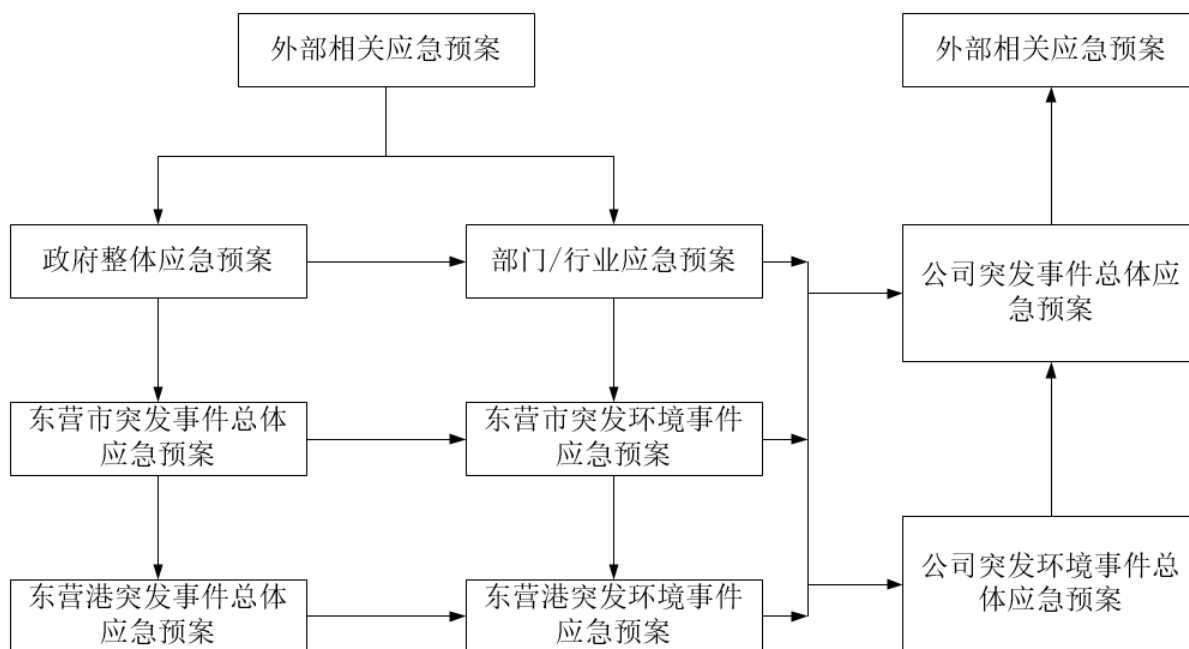 外部相关应急预案
外部相关应急预案
政府整体应急预案
部门/行业应急预案
公司突发事件总体应
急预案
东营市突发事件总体
应急预案
东营市突发环境事件
应急预案
公司突发环境事件总
体应急预案
东营港突发事件总体
应急预案
东营港突发环境事件
应急预案